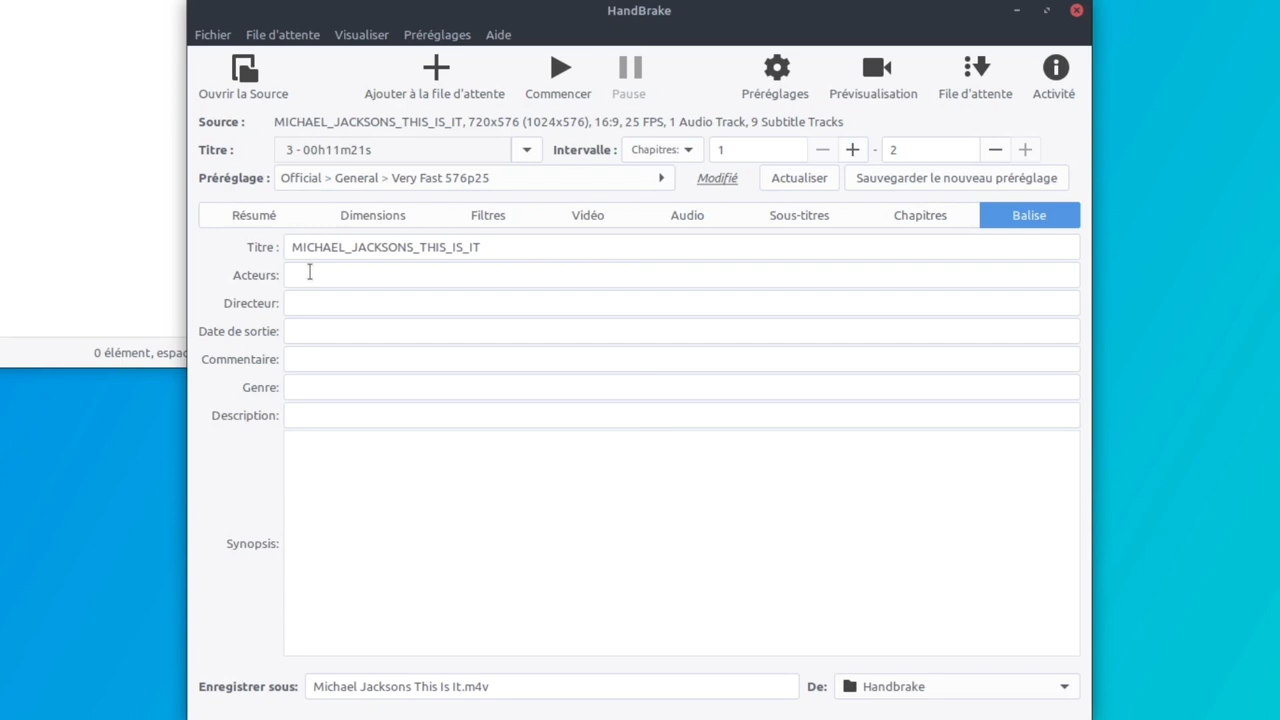 HandBrake
Fichier File d'attente Visualiser Préréglages Aide
Ouvrir la Source Ajouter à la file d'attente Commencer Pause Préréglages Prévisualisation File d'attente Activité
Source : MICHAEL_JACKSONS_THIS_IS_IT, 720x576 (1024x576), 16:9, 25 FPS, 1 Audio Track, 9 Subtitle Tracks
Titre : 3 - 00h11m21s Intervalle : Chapitres: 1 - 2
Préréglage : Official > General > Very Fast 576p25 Modifié Actualiser Sauvegarder le nouveau préréglage
Résumé Dimensions Filtres Vidéo Audio Sous-titres Chapitres Balise
Titre : MICHAEL_JACKSONS_THIS_IS_IT
Acteurs:
Directeur:
Date de sortie:
0 élément, espac
Commentaire:
Genre:
Description:
Synopsis:
Enregistrer sous: Michael Jacksons This Is It.m4v De: Handbrake